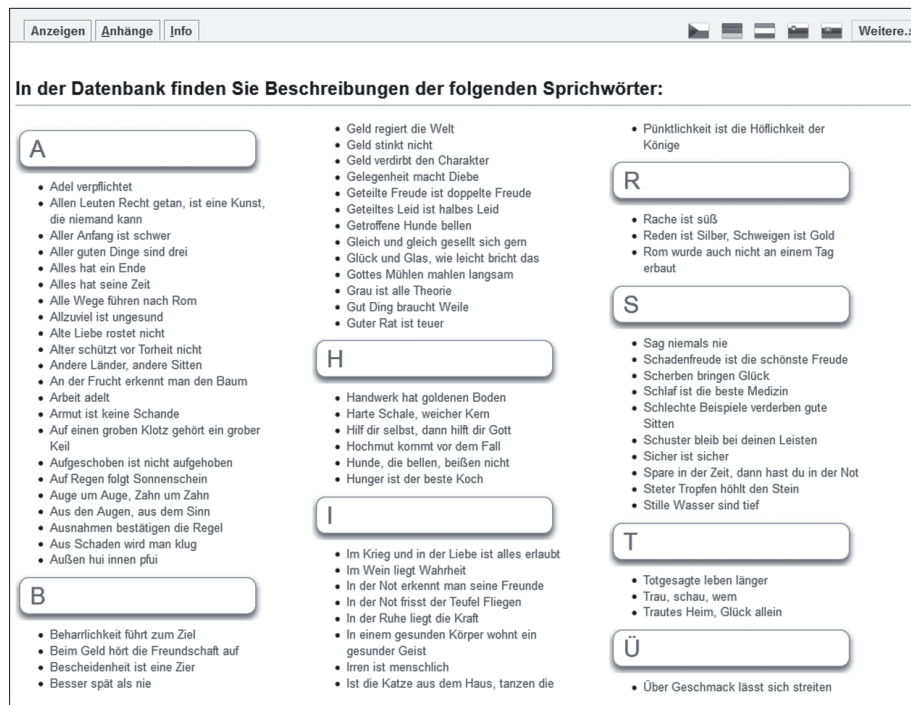 Anzeigen Anhänge Info Weitere.
In der Datenbank finden Sie Beschreibungen der folgenden Sprichwörter:
A
Adel verpflichtet
Allen Leuten Recht getan, ist eine Kunst,
die niemand kann
Aller Anfang ist schwer
Aller guten Dinge sind drei
Alles hat ein Ende
Alles hat seine Zeit
Alle Wege führen nach Rom
Allzuviel ist ungesund
Alte Liebe rostet nicht
Alter schützt vor Torheit nicht
Andere Länder, andere Sitten
An der Frucht erkennt man den Baum
Arbeit adelt
Armut ist keine Schande
Auf einen groben Klotz gehört ein grober
Keil
Aufgeschoben ist nicht aufgehoben
Auf Regen folgt Sonnenschein
Auge um Auge, Zahn um Zahn
Aus den Augen, aus dem Sinn
Ausnahmen bestätigen die Regel
Aus Schaden wird man klug
Außen hui innen pfui
B
Beharrlichkeit führt zum Ziel
Beim Geld hört die Freundschaft auf
Bescheidenheit ist eine Zier
Besser spät als nie
Geld regiert die Welt
Geld stinkt nicht
Geld verdirbt den Charakter
Gelegenheit macht Diebe
Geteilte Freude ist doppelte Freude
Geteiltes Leid ist halbes Leid
Getroffene Hunde bellen
Gleich und gleich gesellt sich gern
Glück und Glas, wie leicht bricht das
Gottes Mühlen mahlen langsam
Grau ist alle Theorie
Gut Ding braucht Weile
Guter Rat ist teuer
H
Handwerk hat goldenen Boden
Harte Schale, weicher Kern
Hilf dir selbst, dann hilft dir Gott
Hochmut kommt vor dem Fall
Hunde, die bellen, beißen nicht
Hunger ist der beste Koch
I
Im Krieg und in der Liebe ist alles erlaubt
Im Wein liegt Wahrheit
In der Not erkennt man seine Freunde
In der Not frisst der Teufel Fliegen
In der Ruhe liegt die Kraft
In einem gesunden Körper wohnt ein
gesunder Geist
Irren ist menschlich
Ist die Katze aus dem Haus, tanzen die
Pünktlichkeit ist die Höflichkeit der
Könige
R
Rache ist süß
Reden ist Silber, Schweigen ist Gold
Rom wurde auch nicht an einem Tag
erbaut
S
Sag niemals nie
Schadenfreude ist die schönste Freude
Scherben bringen Glück
Schlaf ist die beste Medizin
Schlechte Beispiele verderben gute
Sitten
Schuster bleib bei deinen Leisten
Sicher ist sicher
Spare in der Zeit, dann hast du in der Not
Steter Tropfen höhlt den Stein
Stille Wasser sind tief
T
Totgesagte leben länger
Trau, schau, wem
Trautes Heim, Glück allein
Ü
Über Geschmack lässt sich streiten